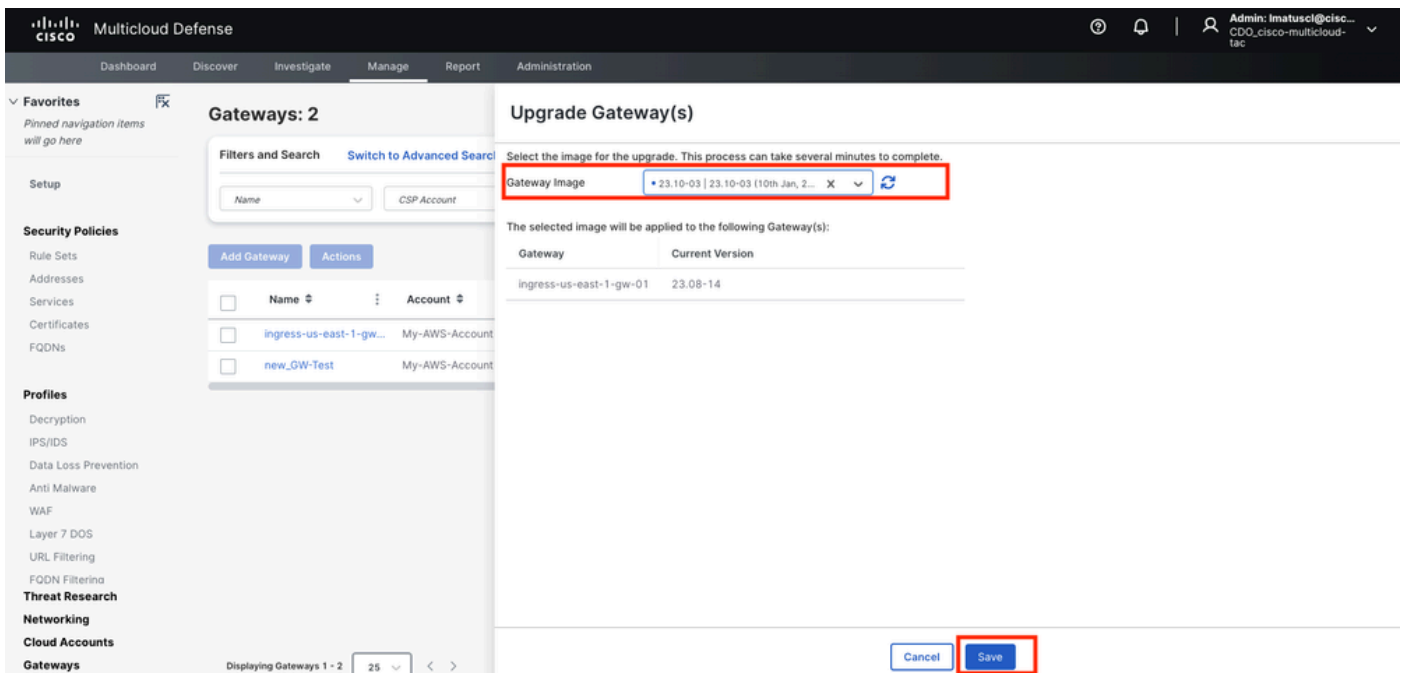 CISCO Multicloud Defense
Admin: lmatuscl@cisc...
CDO_cisco-multicloud-
tac
Dashboard Discover Investigate Manage Report Administration
Favorites
Pinned navigation items
will go here
Setup
Security Policies
Rule Sets
Addresses
Services
Certificates
FQDNs
Profiles
Decryption
IPS/IDS
Data Loss Prevention
Anti Malware
WAF
Layer 7 DOS
URL Filtering
FQDN Filtering
Threat Research
Networking
Cloud Accounts
Gateways
Gateways: 2
Filters and Search Switch to Advanced Search
Name CSP Account
Add Gateway Actions
Name Account
ingress-us-east-1-gw... My-AWS-Account
new_GW-Test My-AWS-Account
Displaying Gateways 1 - 2 25
Upgrade Gateway(s)
Select the image for the upgrade. This process can take several minutes to complete.
Gateway Image • 23.10-03 | 23.10-03 (10th Jan, 2... X
The selected image will be applied to the following Gateway(s):
Gateway Current Version
ingress-us-east-1-gw-01 23.08-14
Cancel Save